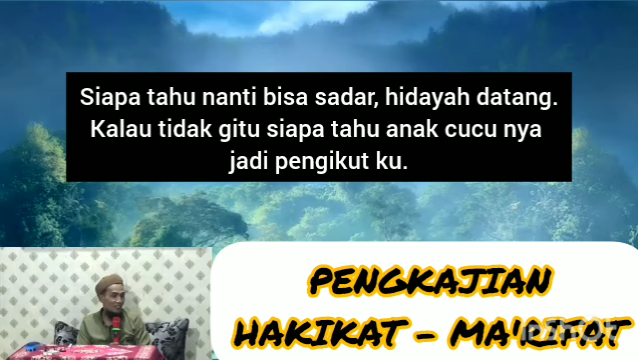 Siapa tahu nanti bisa sadar, hidayah datang.
Kalau tidak gitu siapa tahu anak cucu nya
jadi pengikut ku.
PENGKAJIAN
HAKIKAT - MA'RIFAT